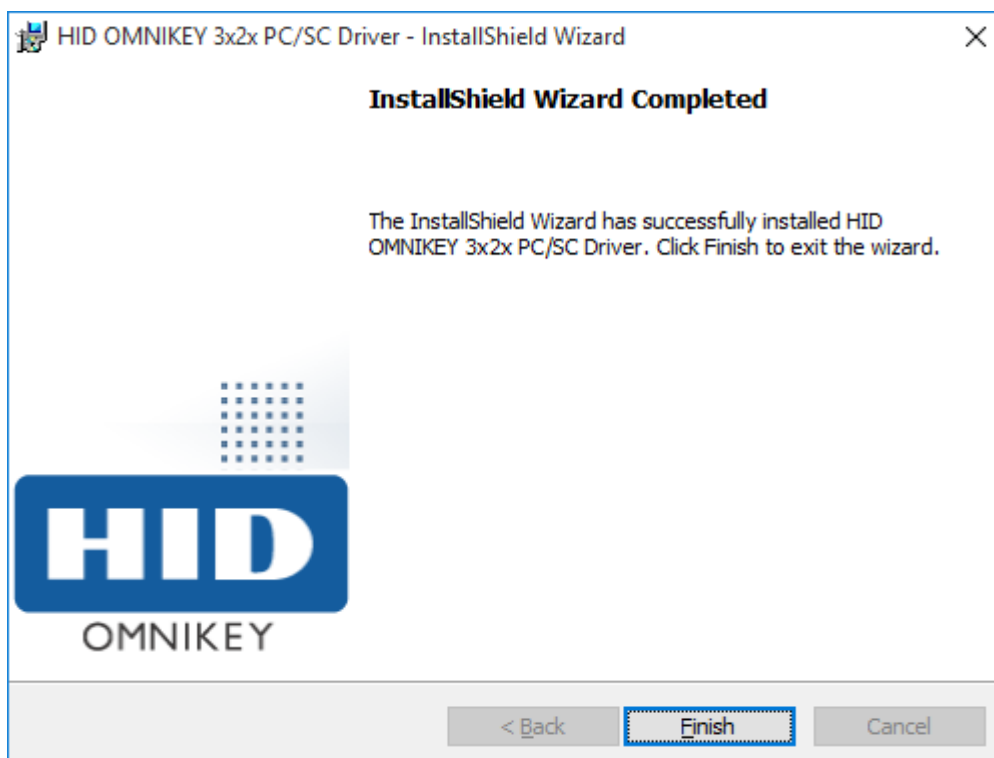 HID OMNIKEY 3x2x PC/SC Driver - InstallShield Wizard
InstallShield Wizard Completed
The InstallShield Wizard has successfully installed HID
OMNIKEY 3x2x PC/SC Driver. Click Finish to exit the wizard.
HID
OMNIKEY
< Back Finish Cancel